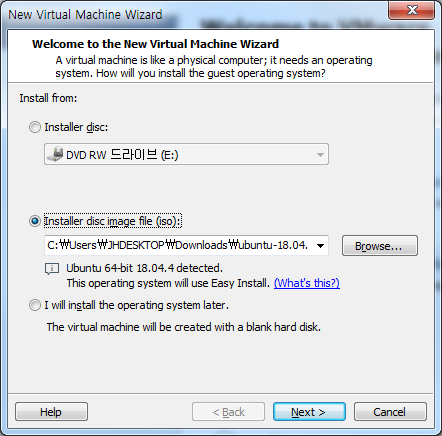 New Virtual Machine Wizard
Welcome to the New Virtual Machine Wizard
A virtual machine is like a physical computer; it needs an operating
system. How will you install the guest operating system?
Install from:
Installer disc:
DVD RW 드라이브 (E:)
Installer disc image file (iso):
C:₩Users₩JHDESKTOP₩Downloads₩ubuntu-18.04.
Browse...
Ubuntu 64-bit 18.04.4 detected.
This operating system will use Easy Install. (What's this?)
I will install the operating system later.
The virtual machine will be created with a blank hard disk.
Help
< Back
Next >
Cancel